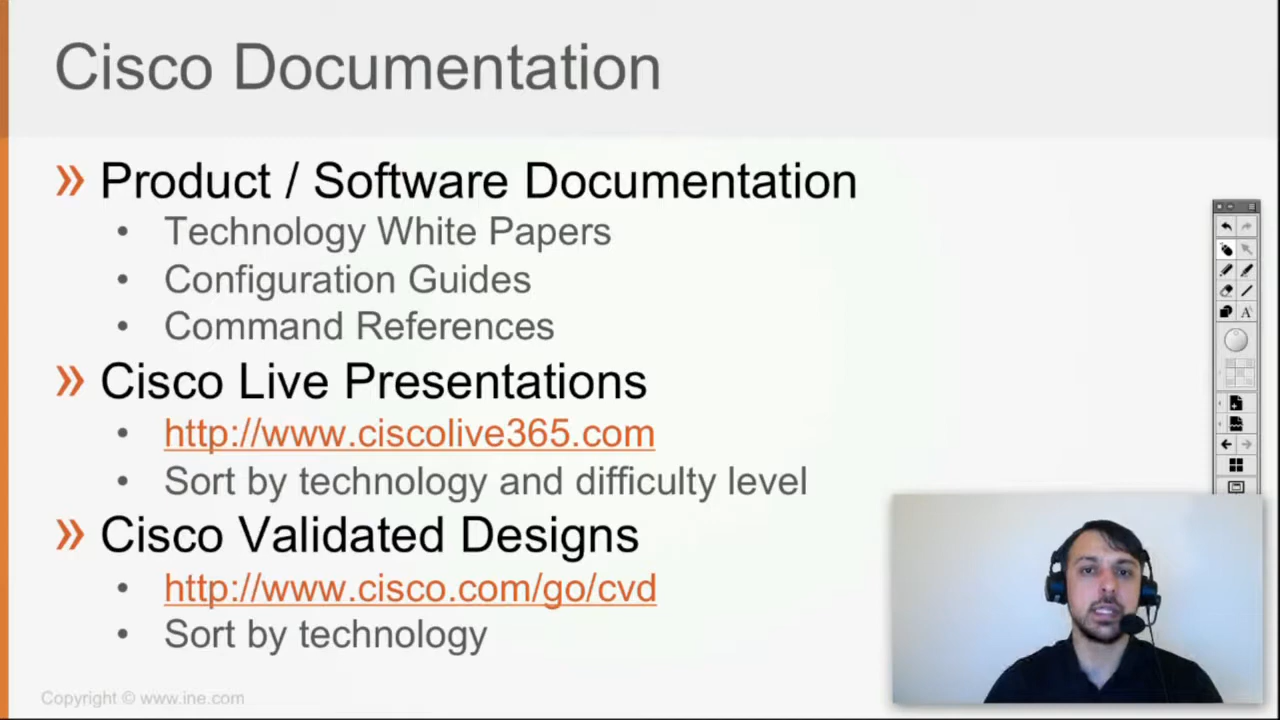 Cisco Documentation
» Product / Software Documentation
• Technology White Papers
• Configuration Guides
• Command References
» Cisco Live Presentations
• http://www.ciscolive365.com
• Sort by technology and difficulty level
» Cisco Validated Designs
• http://www.cisco.com/go/cvd
• Sort by technology
Copyright © www.ine.com